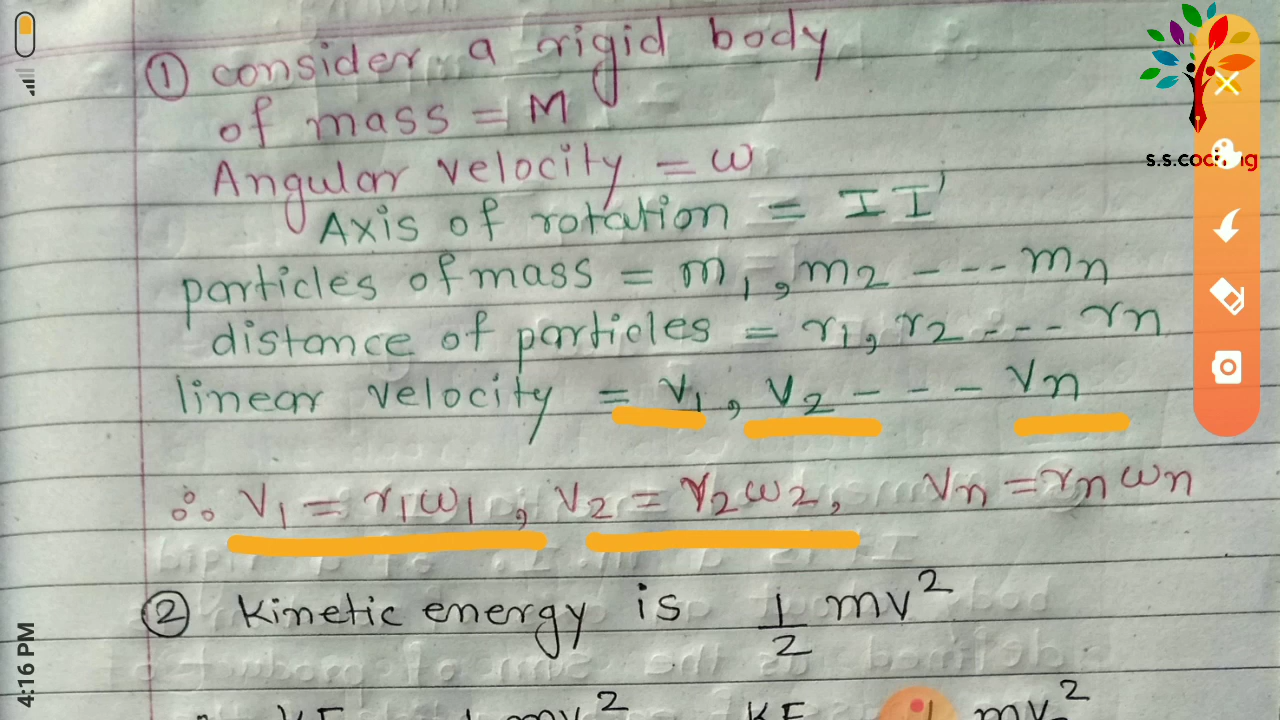 ① consider a rigid body
of mass = M
Angular velocity = ω
Axis of rotation = I I'
particles of mass = m1, m2 - - - mn
distance of particles = r1, r2 - - - rn
linear velocity = v1, v2 - - - vn
∴ v1 = r1ω1, v2 = r2ω2, vn = rnωn
② Kinetic energy is 1/2 mv²
s.s.coc
ng
4:16 PM